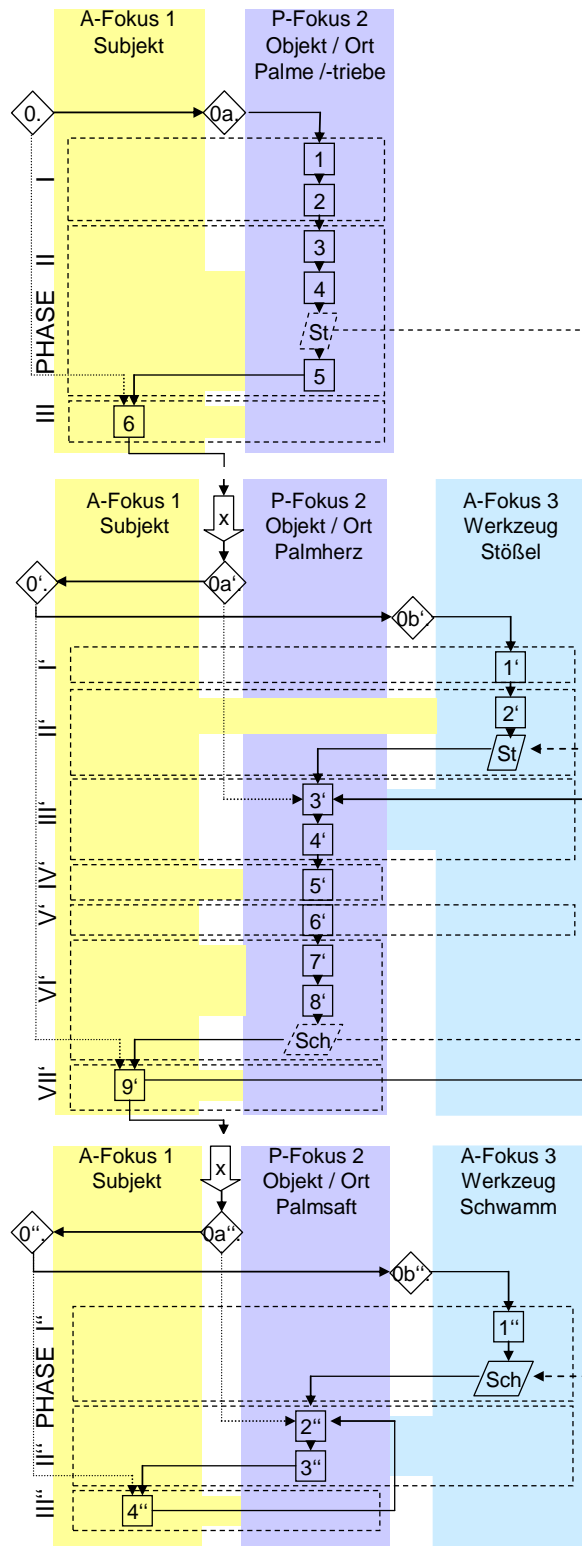 A-Fokus 1
Subjekt
P-Fokus 2
Objekt / Ort
Palme /-triebe
0.
0a.
1
2
3
4
St
5
6
I
II
III
PHASE
x
A-Fokus 1
Subjekt
P-Fokus 2
Objekt / Ort
Palmherz
A-Fokus 3
Werkzeug
Stößel
0‘.
0a‘.
0b‘.
1‘
2‘
St
3‘
4‘
5‘
6‘
7‘
8‘
Sch
9‘
I‘
II‘
III‘
IV‘
V‘
VI‘
VII‘
x
A-Fokus 1
Subjekt
P-Fokus 2
Objekt / Ort
Palmsaft
A-Fokus 3
Werkzeug
Schwamm
0‘‘.
0a‘‘.
0b‘‘.
1‘‘
Sch
2‘‘
3‘‘
4‘‘
I‘‘
II‘‘
III‘‘
PHASE